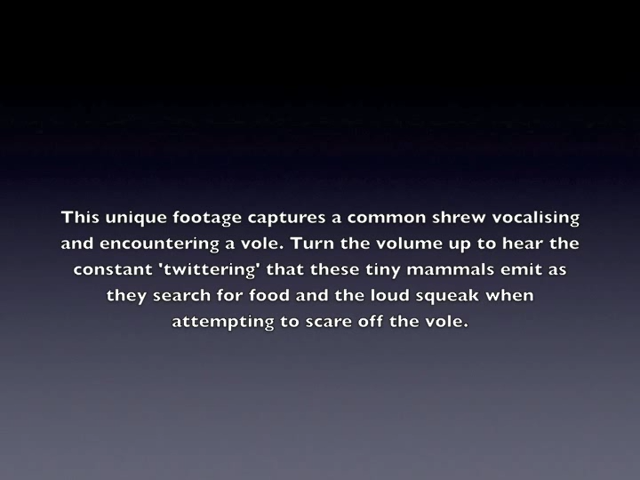 This unique footage captures a common shrew vocalising
and encountering a vole. Turn the volume up to hear the
constant 'twittering' that these tiny mammals emit as
they search for food and the loud squeak when
attempting to scare off the vole.